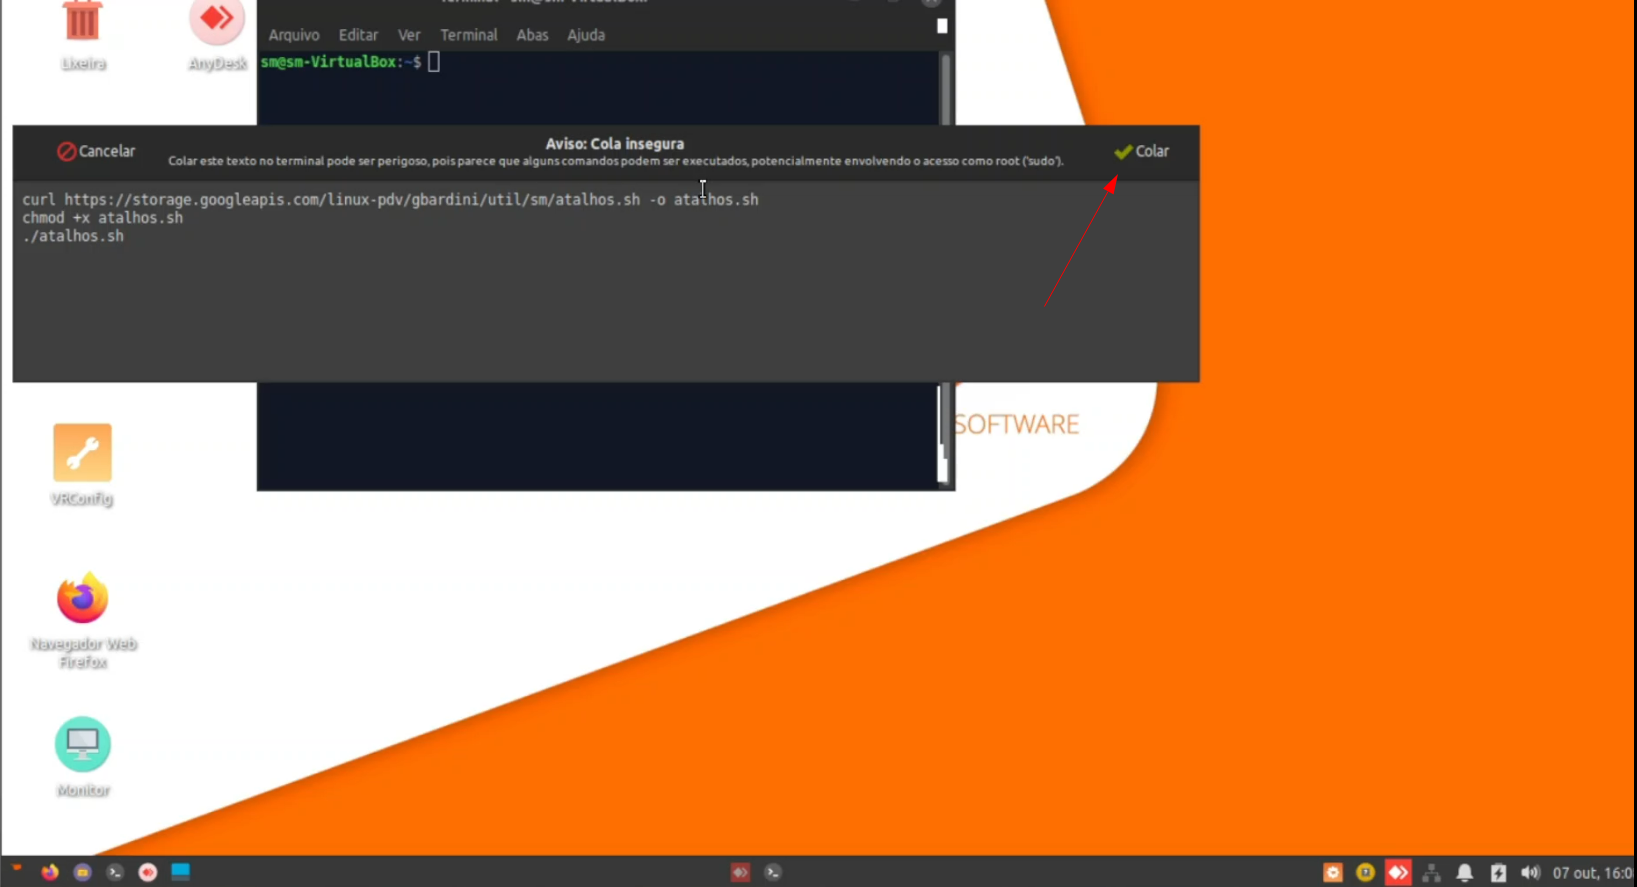 Lixeira
AnyDesk
Arquivo Editar Ver Terminal Abas Ajuda
sm@sm-VirtualBox:~$
Cancelar
Aviso: Cola insegura
Colar este texto no terminal pode ser perigoso, pois parece que alguns comandos podem ser executados, potencialmente envolvendo o acesso como root ('sudo').
Colar
curl https://storage.googleapis.com/linux-pdv/gbardini/util/sm/atalhos.sh -o atalhos.sh
chmod +x atalhos.sh
./atalhos.sh
SOFTWARE
VRConfig
Navegador Web
Firefox
Monitor
07 out, 16:0